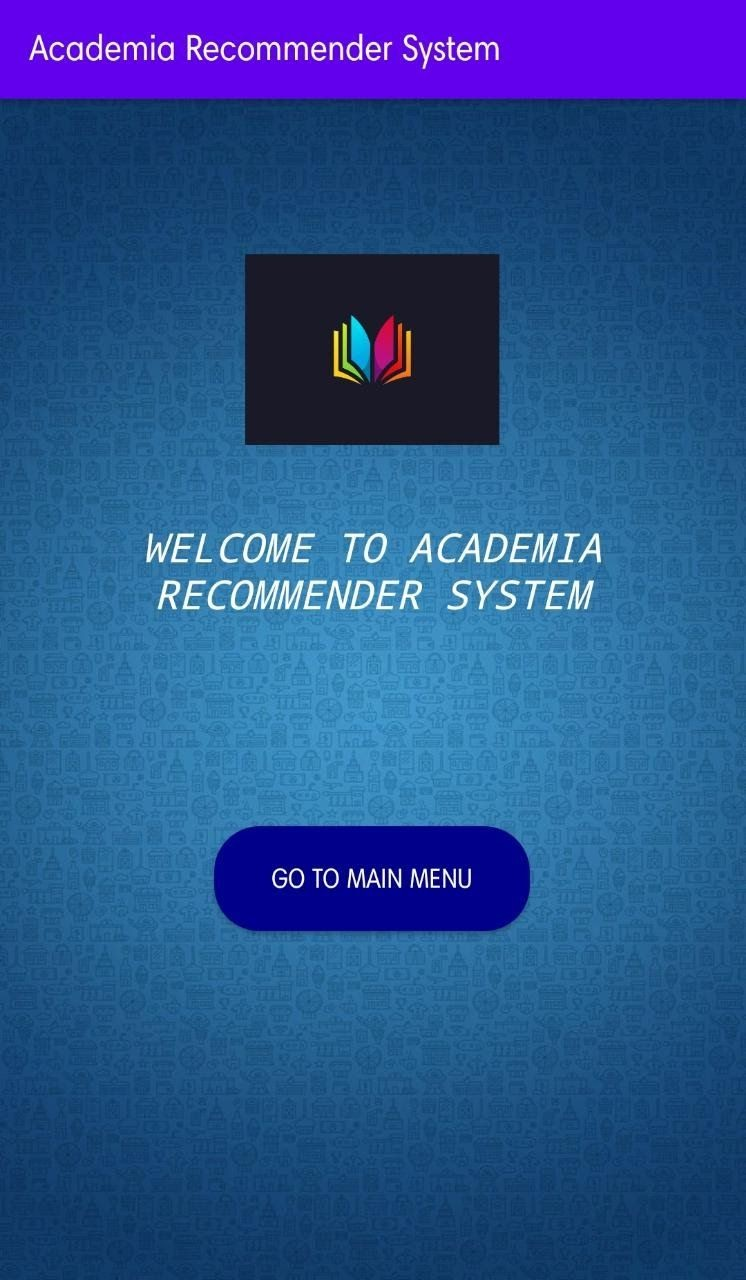 Academia Recommender System
WELCOME TO ACADEMIA
RECOMMENDER SYSTEM
GO TO MAIN MENU